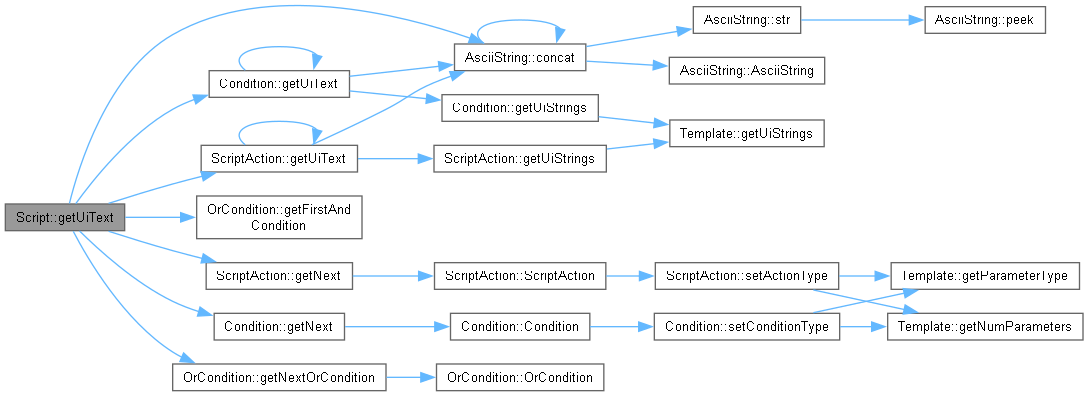 AsciiString::str
AsciiString::peek
AsciiString::concat
AsciiString::AsciiString
Condition::getUiText
Condition::getUiStrings
Template::getUiStrings
ScriptAction::getUiText
ScriptAction::getUiStrings
Script::getUiText
OrCondition::getFirstAnd
Condition
ScriptAction::getNext
ScriptAction::ScriptAction
ScriptAction::setActionType
Template::getParameterType
Condition::getNext
Condition::Condition
Condition::setConditionType
Template::getNumParameters
OrCondition::getNextOrCondition
OrCondition::OrCondition